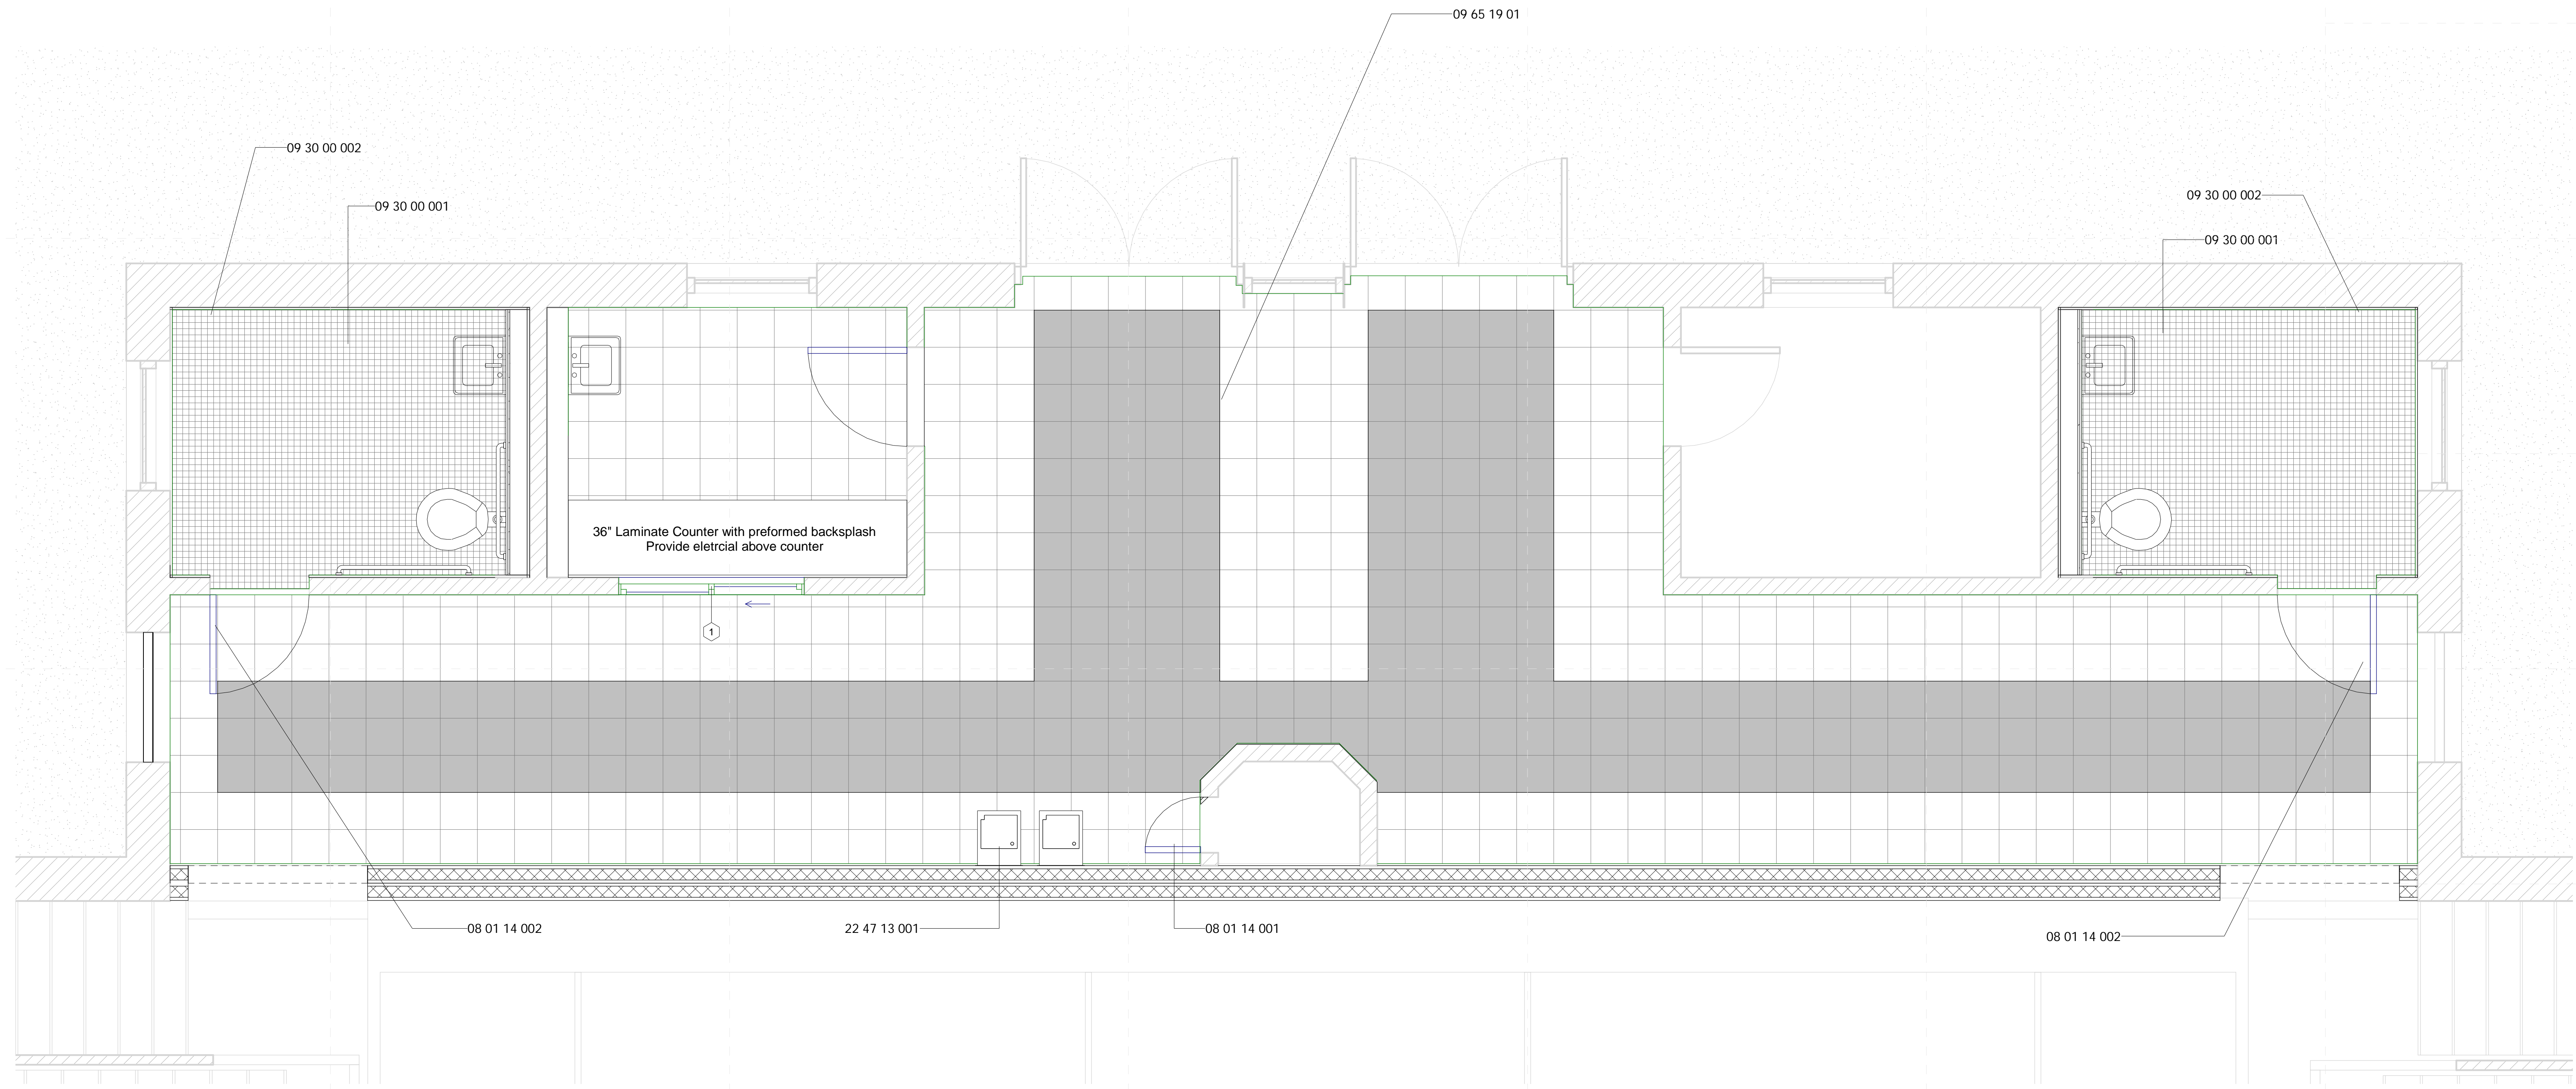 09 65 19 01
09 30 00 002
09 30 00 001
09 30 00 002
09 30 00 001
36" Laminate Counter with preformed backsplash
Provide eletrcial above counter
1
08 01 14 002
22 47 13 001
08 01 14 001
08 01 14 002